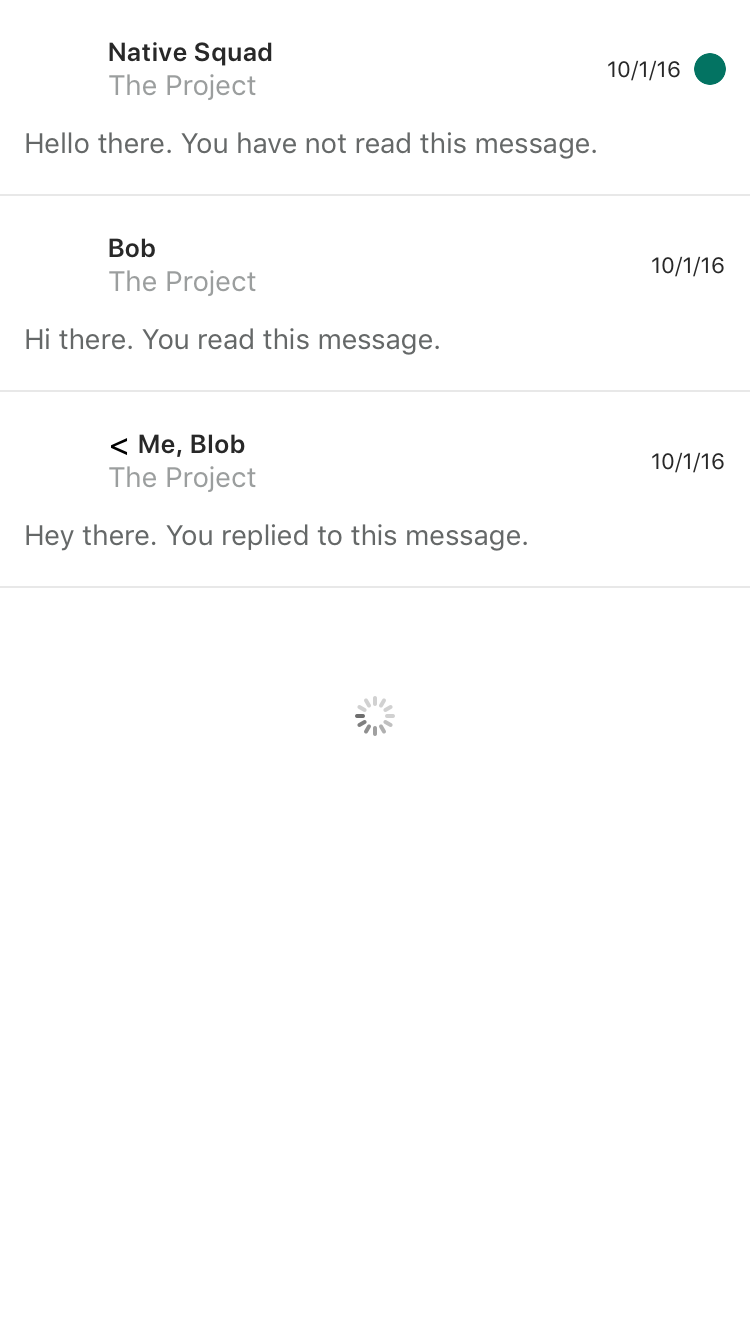 Native Squad
The Project
10/1/16
Hello there. You have not read this message.
Bob
The Project
10/1/16
Hi there. You read this message.
< Me, Blob
The Project
10/1/16
Hey there. You replied to this message.